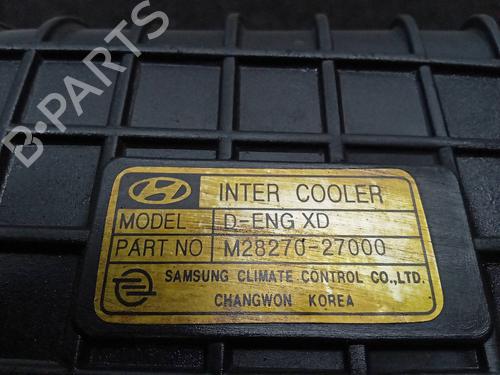 B-PARTS
INTER COOLER
MODEL D-ENG XD
PART NO M28270-27000
SAMSUNG CLIMATE CONTROL CO.,LTD.
CHANGWON KOREA